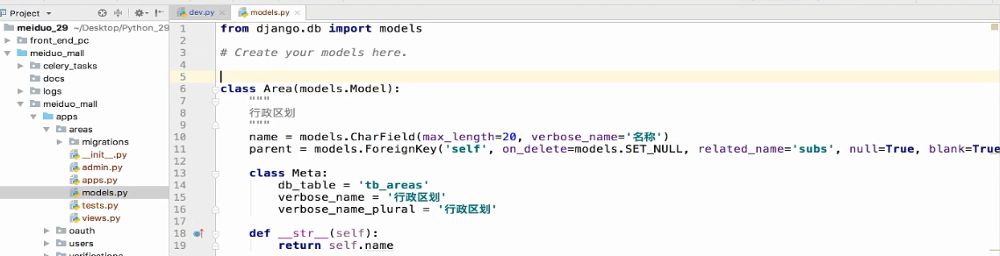 Project
dev.py
models.py
meiduo_29 ~/Desktop/Python_29
front_end_pc
meiduo_mall
celery_tasks
docs
logs
meiduo_mall
apps
areas
migrations
__init__.py
admin.py
apps.py
models.py
tests.py
views.py
oauth
users
verifications
1 from django.db import models
2
3 # Create your models here.
4
5
6 class Area(models.Model):
7 """
8 行政区划
9 """
10 name = models.CharField(max_length=20, verbose_name='名称')
11 parent = models.ForeignKey('self', on_delete=models.SET_NULL, related_name='subs', null=True, blank=True
12
13 class Meta:
14 db_table = 'tb_areas'
15 verbose_name = '行政区划'
16 verbose_name_plural = '行政区划'
17
18 def __str__(self):
19 return self.name